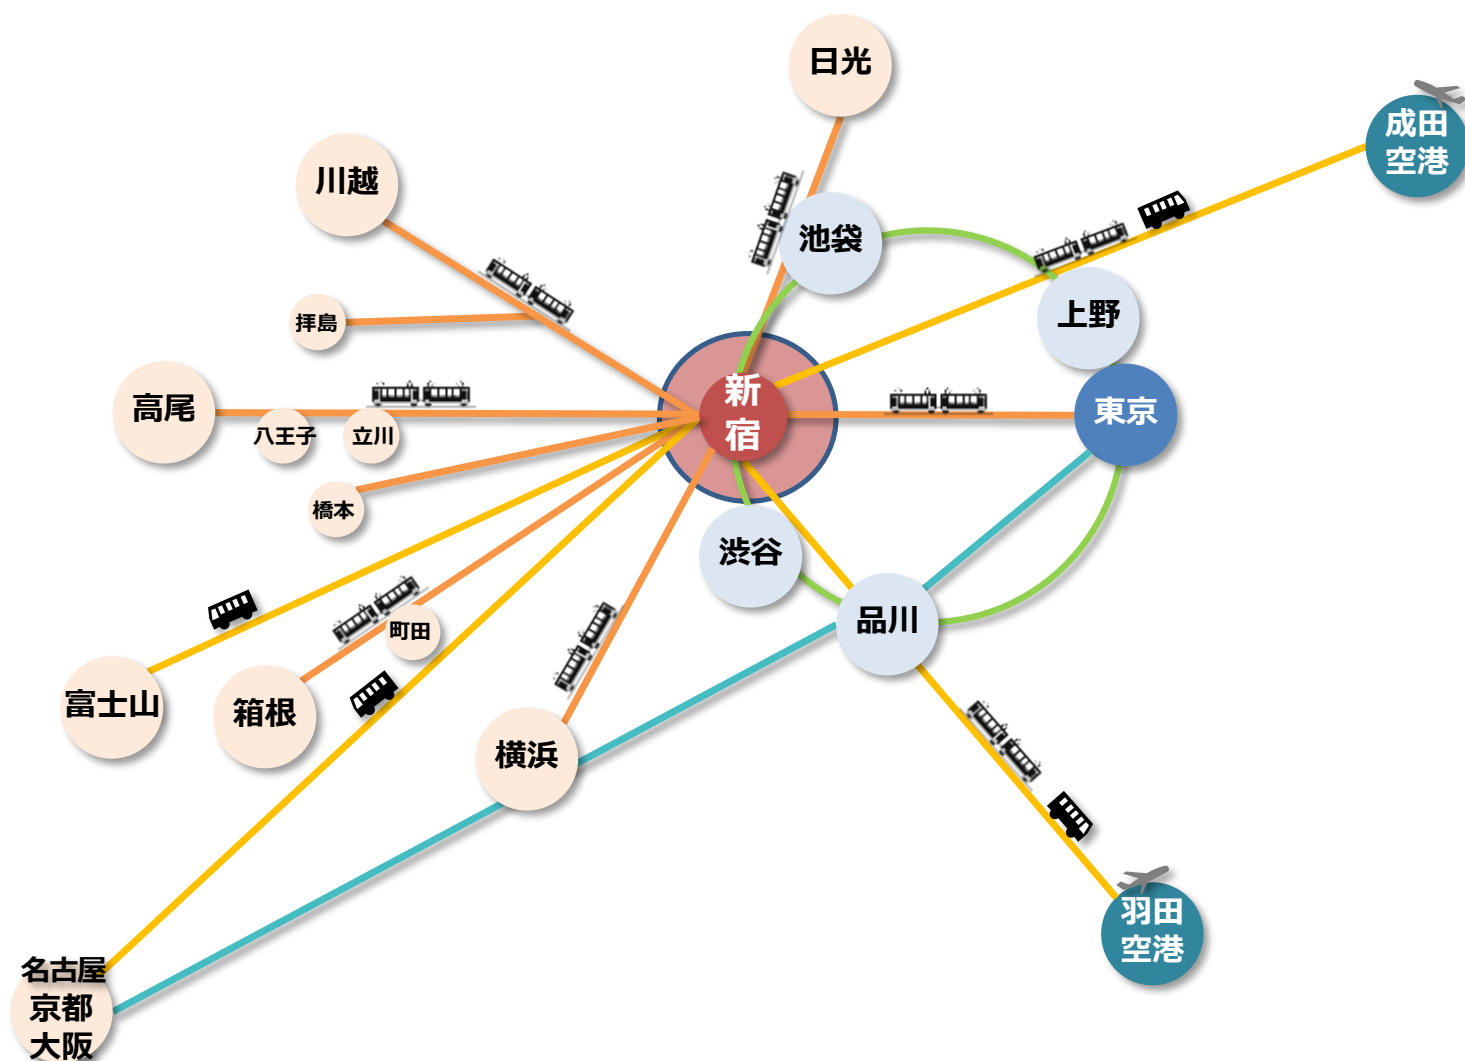 日光
成田
空港
川越
池袋
上野
拝島
高尾
八王子
立川
新
宿
東京
橋本
渋谷
品川
町田
富士山
箱根
横浜
羽田
空港
名古屋
京都
大阪